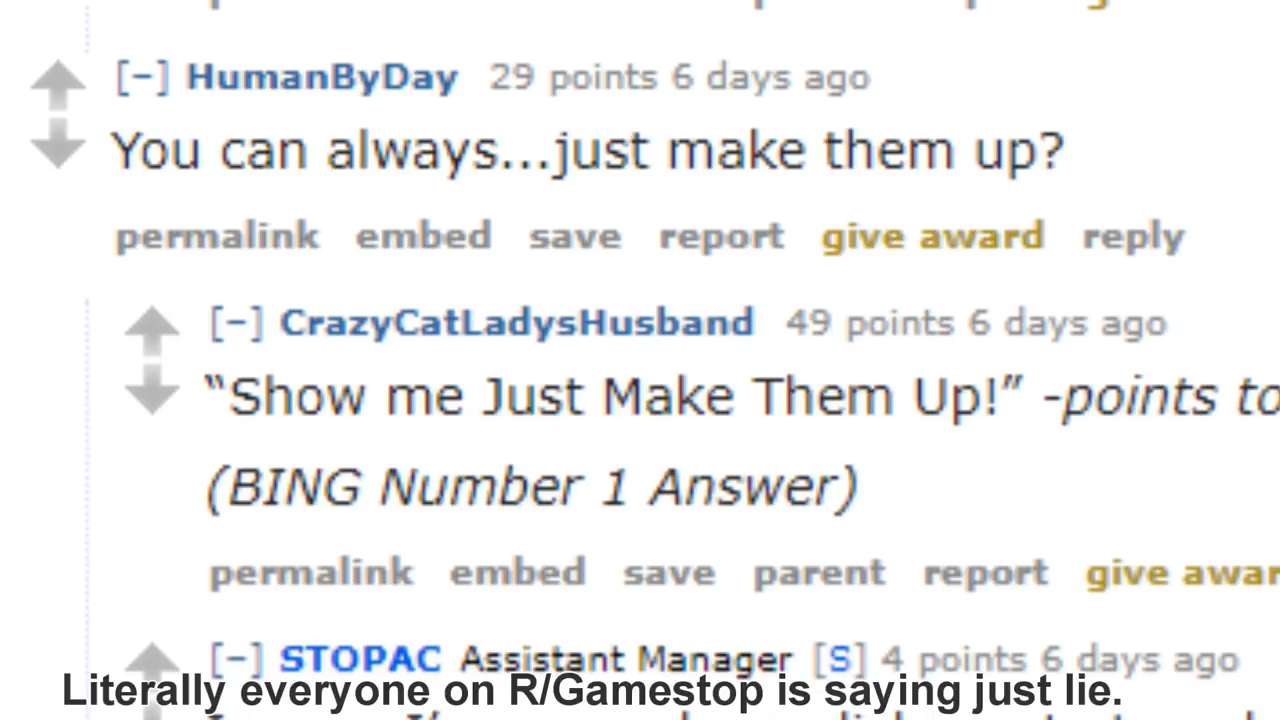 [−] HumanByDay 29 points 6 days ago
You can always...just make them up?
permalink embed save report give award reply
[−] CrazyCatLadysHusband 49 points 6 days ago
“Show me Just Make Them Up!” -points to
(BING Number 1 Answer)
permalink embed save parent report give awar
[−] STOPAC Assistant Manager [S] 4 points 6 days ago
Literally everyone on R/Gamestop is saying just lie.